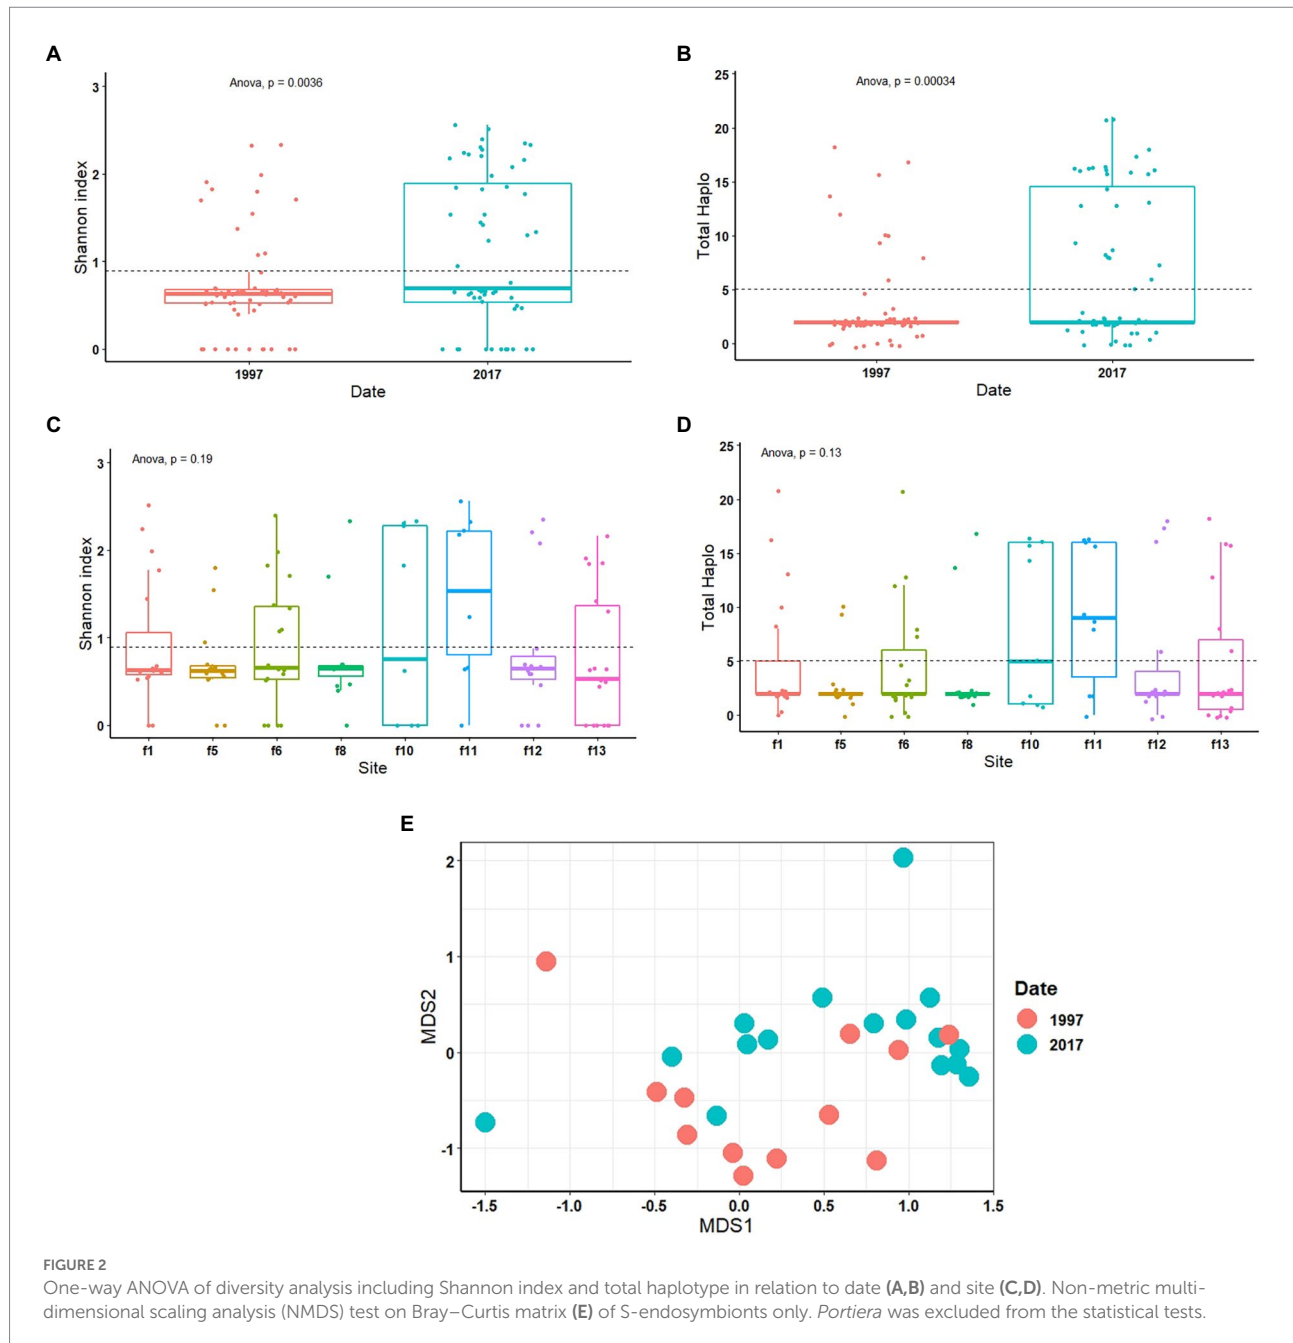 A
Anova, p = 0.0036
3
2
1
0
Shannon index
1997
2017
Date
B
Anova, p = 0.00034
25
20
15
10
5
0
Total Haplo
1997
2017
Date
C
Anova, p = 0.19
3
2
1
0
Shannon index
f1 f5 f6 f8 f10 f11 f12 f13
Site
D
Anova, p = 0.13
25
20
15
10
5
0
Total Haplo
f1 f5 f6 f8 f10 f11 f12 f13
Site
E
2
1
0
-1
MDS2
-1.5 -1.0 -0.5 0.0 0.5 1.0 1.5
MDS1
Date
1997
2017
FIGURE 2
One-way ANOVA of diversity analysis including Shannon index and total haplotype in relation to date (A,B) and site (C,D). Non-metric multi-
dimensional scaling analysis (NMDS) test on Bray–Curtis matrix (E) of S-endosymbionts only. Portiera was excluded from the statistical tests.